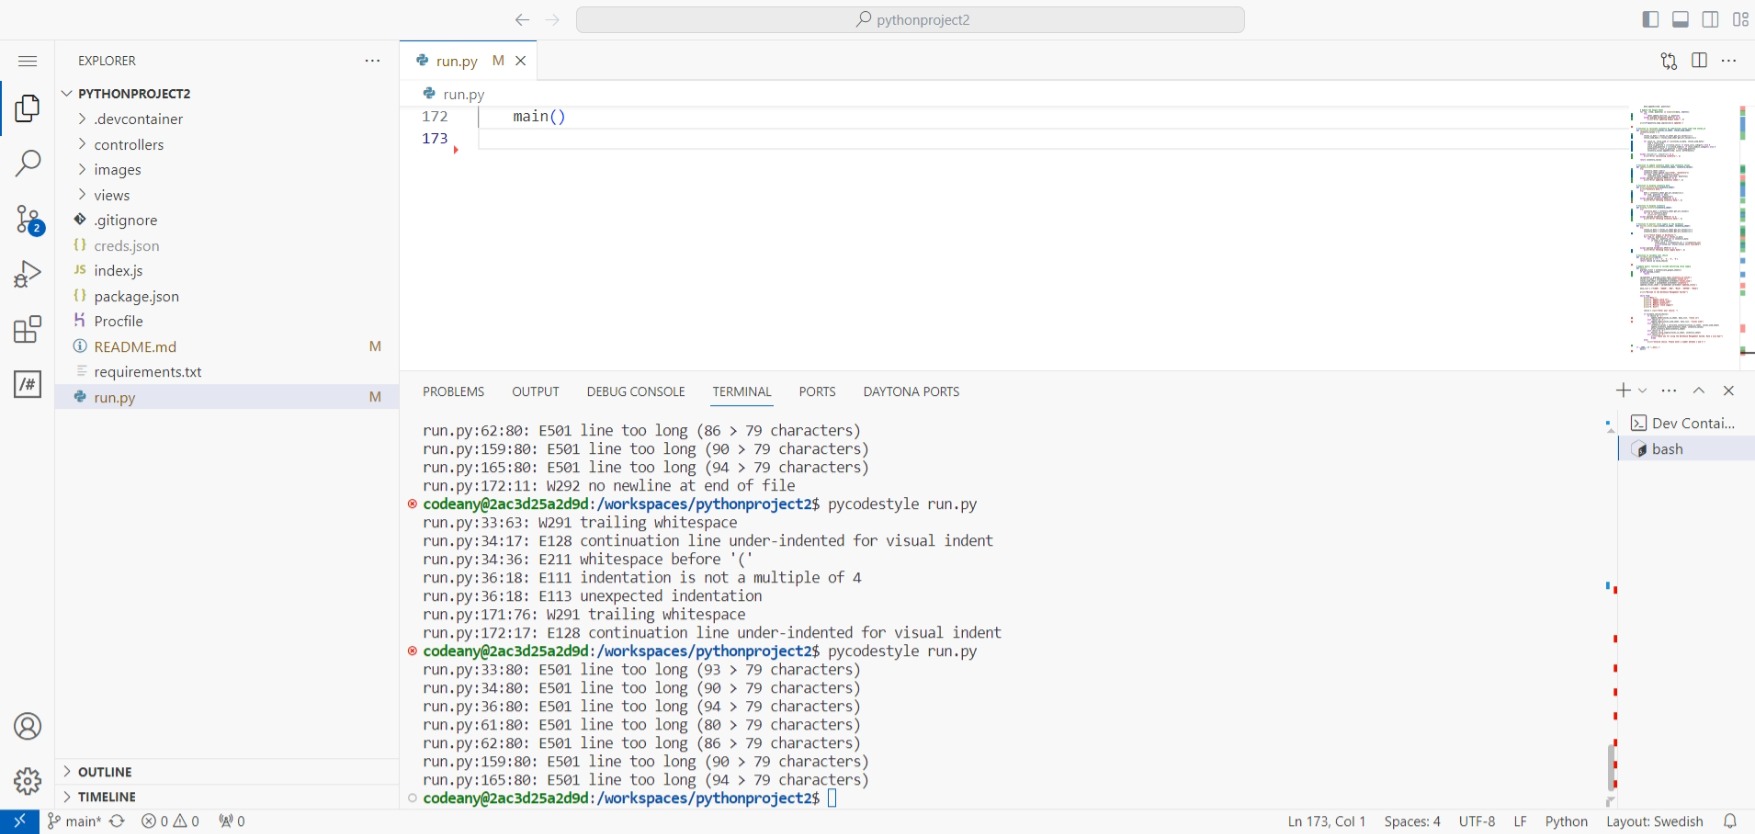 pythonproject2
EXPLORER
PYTHONPROJECT2
.devcontainer
controllers
images
views
.gitignore
{} creds.json
JS index.js
{} package.json
Procfile
README.md M
requirements.txt
run.py M
OUTLINE
TIMELINE
2
/#
run.py M
run.py
172 main()
173
PROBLEMS OUTPUT DEBUG CONSOLE TERMINAL PORTS DAYTONA PORTS
run.py:62:80: E501 line too long (86 > 79 characters)
run.py:159:80: E501 line too long (90 > 79 characters)
run.py:165:80: E501 line too long (94 > 79 characters)
run.py:172:11: W292 no newline at end of file
codeany@2ac3d25a2d9d:/workspaces/pythonproject2$ pycodestyle run.py
run.py:33:63: W291 trailing whitespace
run.py:34:17: E128 continuation line under-indented for visual indent
run.py:34:36: E211 whitespace before '('
run.py:36:18: E111 indentation is not a multiple of 4
run.py:36:18: E113 unexpected indentation
run.py:171:76: W291 trailing whitespace
run.py:172:17: E128 continuation line under-indented for visual indent
codeany@2ac3d25a2d9d:/workspaces/pythonproject2$ pycodestyle run.py
run.py:33:80: E501 line too long (93 > 79 characters)
run.py:34:80: E501 line too long (90 > 79 characters)
run.py:36:80: E501 line too long (94 > 79 characters)
run.py:61:80: E501 line too long (80 > 79 characters)
run.py:62:80: E501 line too long (86 > 79 characters)
run.py:159:80: E501 line too long (90 > 79 characters)
run.py:165:80: E501 line too long (94 > 79 characters)
codeany@2ac3d25a2d9d:/workspaces/pythonproject2$
Dev Contai...
bash
main* 0 0 0 Ln 173, Col 1 Spaces: 4 UTF-8 LF Python Layout: Swedish